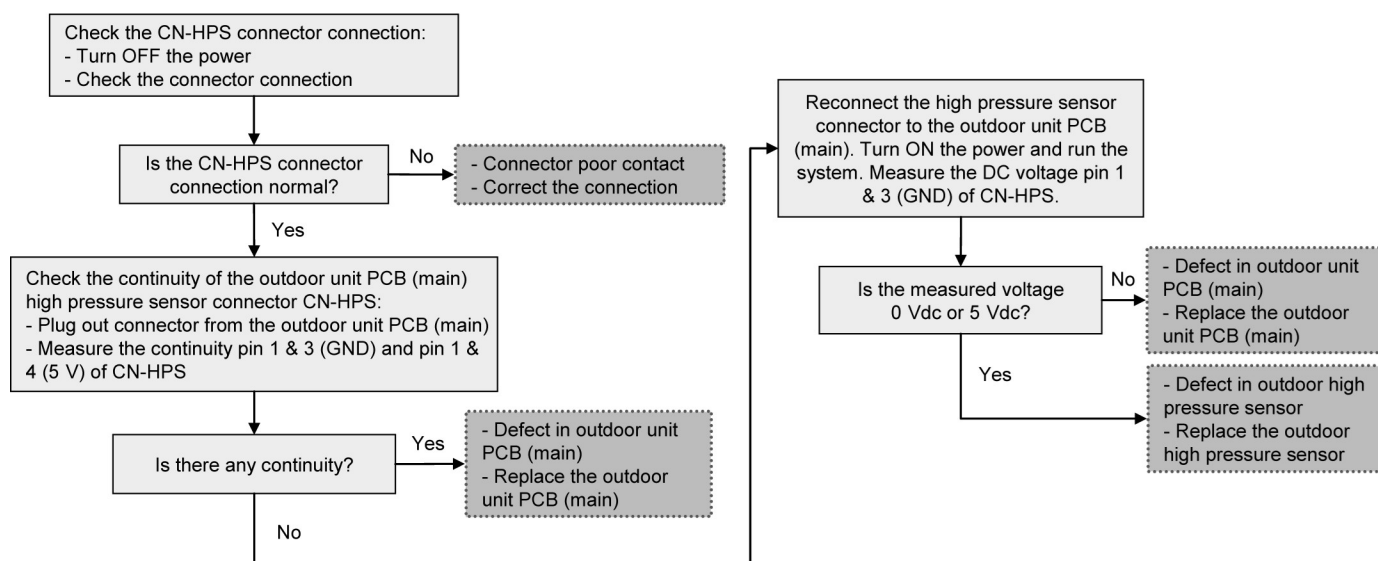 Check the CN-HPS connector connection:
- Turn OFF the power
- Check the connector connection
Is the CN-HPS connector
connection normal?
No
- Connector poor contact
- Correct the connection
Yes
Check the continuity of the outdoor unit PCB (main)
high pressure sensor connector CN-HPS:
- Plug out connector from the outdoor unit PCB (main)
- Measure the continuity pin 1 & 3 (GND) and pin 1 &
4 (5 V) of CN-HPS
Is there any continuity?
Yes
- Defect in outdoor unit
PCB (main)
- Replace the outdoor
unit PCB (main)
No
Reconnect the high pressure sensor
connector to the outdoor unit PCB
(main). Turn ON the power and run the
system. Measure the DC voltage pin 1
& 3 (GND) of CN-HPS.
Is the measured voltage
0 Vdc or 5 Vdc?
No
- Defect in outdoor unit
PCB (main)
- Replace the outdoor
unit PCB (main)
Yes
- Defect in outdoor high
pressure sensor
- Replace the outdoor
high pressure sensor